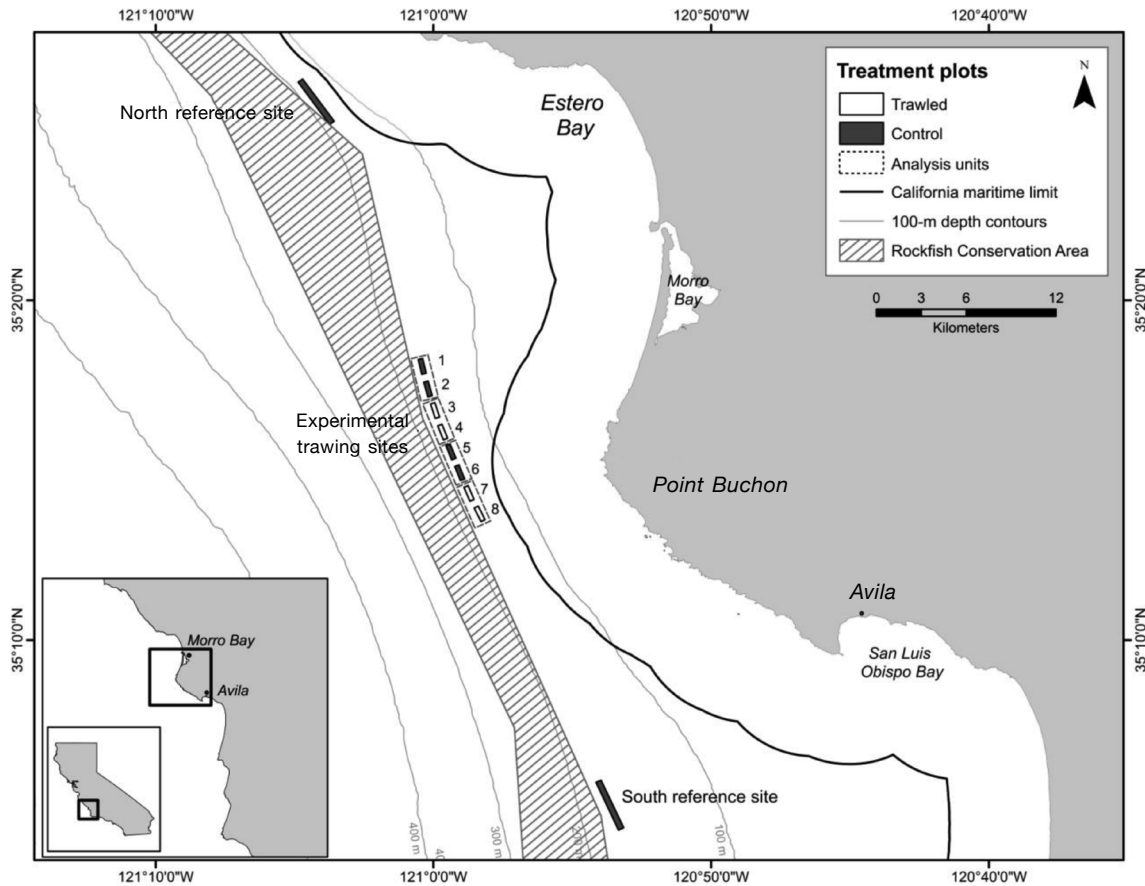 121°10'0"W
121°0'0"W
120°50'0"W
120°40'0"W
Treatment plots
N
Trawled
Control
Analysis units
California maritime limit
100-m depth contours
Rockfish Conservation Area
0 3 6 12
Kilometers
North reference site
Estero
Bay
Morro
Bay
35°20'0"N
35°20'0"N
1
2
3
4
5
6
7
8
Experimental
trawing sites
Point Buchon
Avila
San Luis
Obispo Bay
35°10'0"N
35°10'0"N
Morro Bay
Avila
South reference site
400 m
300 m
200 m
100 m
121°10'0"W
121°0'0"W
120°50'0"W
120°40'0"W